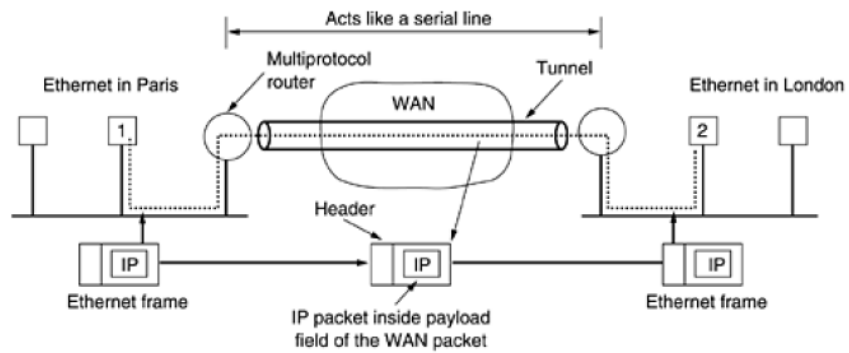 Acts like a serial line
Multiprotocol
router
Tunnel
Ethernet in Paris
WAN
Ethernet in London
1
2
Header
IP
IP
IP
Ethernet frame
IP packet inside payload
field of the WAN packet
Ethernet frame